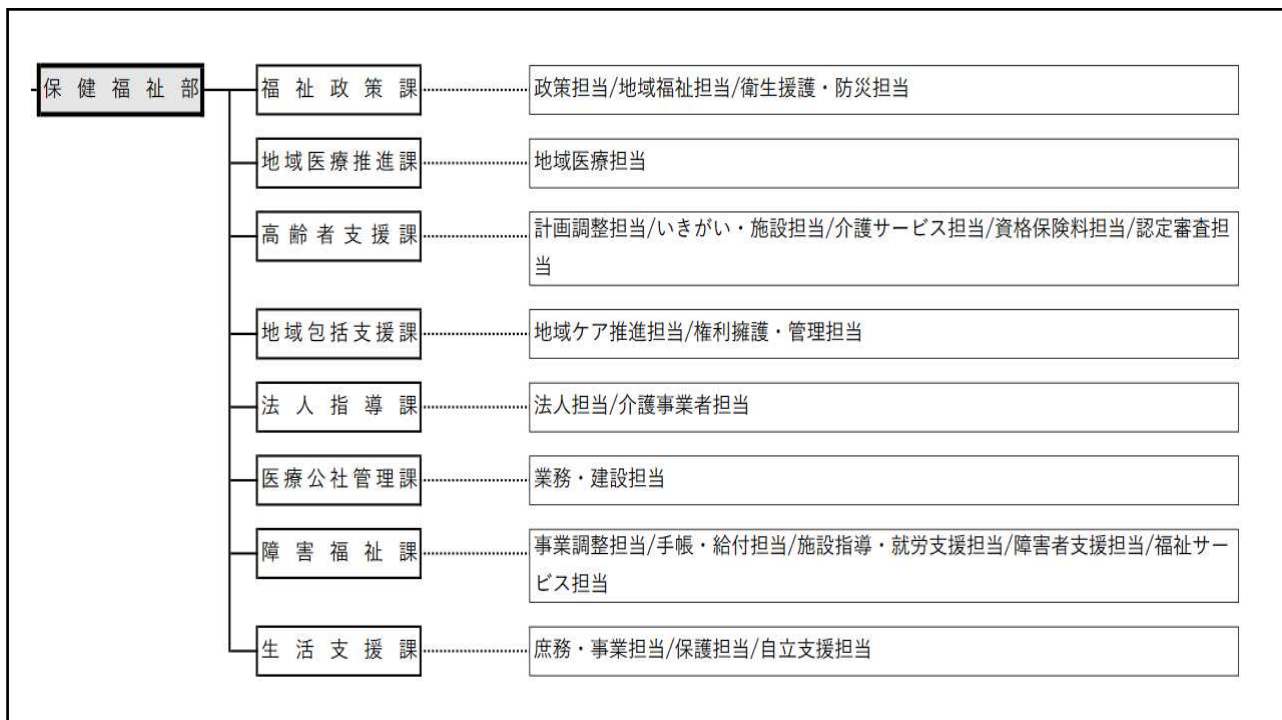 保健福祉部
福祉政策課
政策担当/地域福祉担当/衛生援護・防災担当
地域医療推進課
地域医療担当
高齢者支援課
計画調整担当/いきがい・施設担当/介護サービス担当/資格保険料担当/認定審査担
当
地域包括支援課
地域ケア推進担当/権利擁護・管理担当
法人指導課
法人担当/介護事業者担当
医療公社管理課
業務・建設担当
障害福祉課
事業調整担当/手帳・給付担当/施設指導・就労支援担当/障害者支援担当/福祉サー
ビス担当
生活支援課
庶務・事業担当/保護担当/自立支援担当